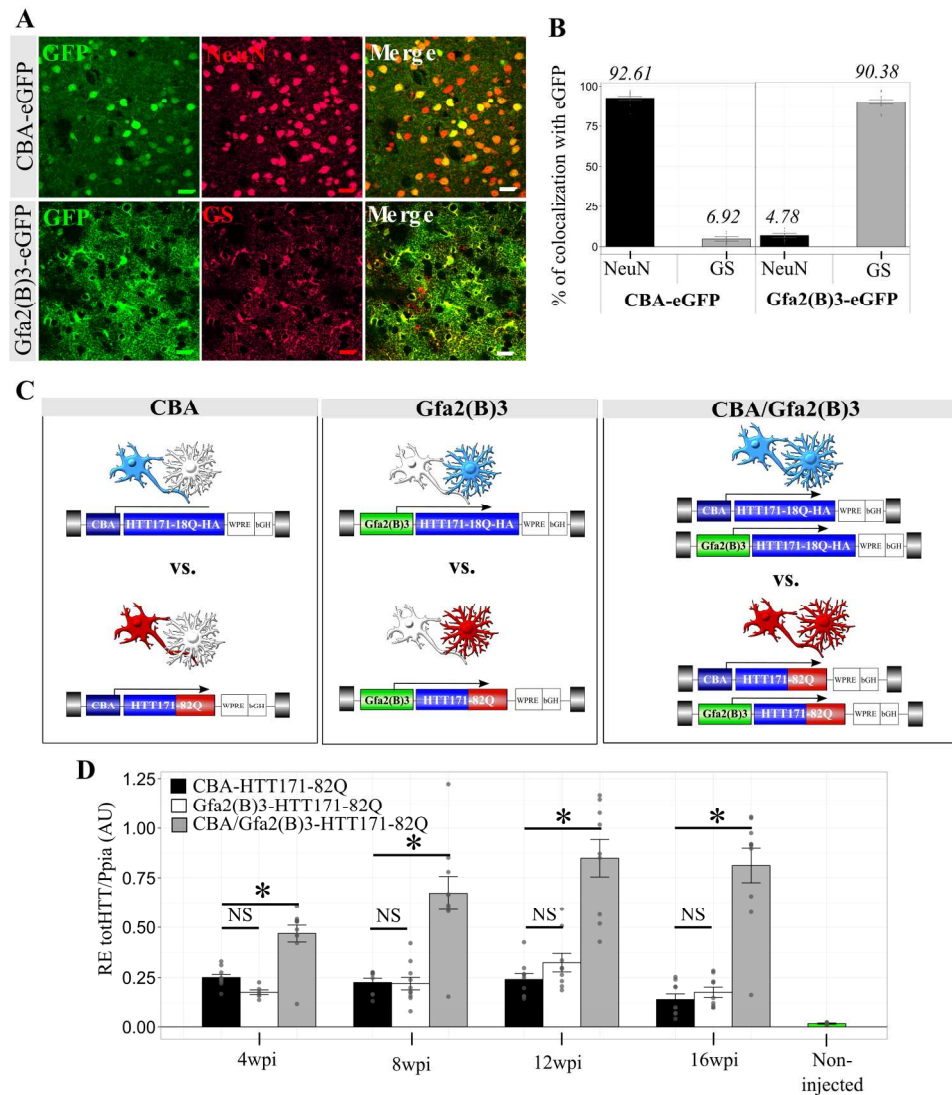 A
CBA-eGFP
GFP
NeuN
Merge
Gfa2(B)3-eGFP
GFP
GS
Merge
B
% of colocalization with eGFP
100
75
50
25
0
92.61
6.92
4.78
90.38
NeuN
GS
NeuN
GS
CBA-eGFP
Gfa2(B)3-EGFP
C
CBA
CBA HTT171-18Q-HA WPRE bGH
vs.
CBA HTT171-82Q WPRE bGH
Gfa2(B)3
Gfa2(B)3 HTT171-18Q-HA WPRE bGH
vs.
Gfa2(B)3 HTT171-82Q WPRE bGH
CBA/Gfa2(B)3
CBA HTT171-18Q-HA WPRE bGH
Gfa2(B)3 HTT171-18Q-HA WPRE bGH
vs.
CBA HTT171-82Q WPRE bGH
Gfa2(B)3 HTT171-82Q WPRE bGH
D
RE totHTT/Ppia (AU)
1.25
1.00
0.75
0.50
0.25
0.00
CBA-HTT171-82Q
Gfa2(B)3-HTT171-82Q
CBA/Gfa2(B)3-HTT171-82Q
*
NS
*
NS
*
NS
*
NS
4wpi
8wpi
12wpi
16wpi
Non-
injected